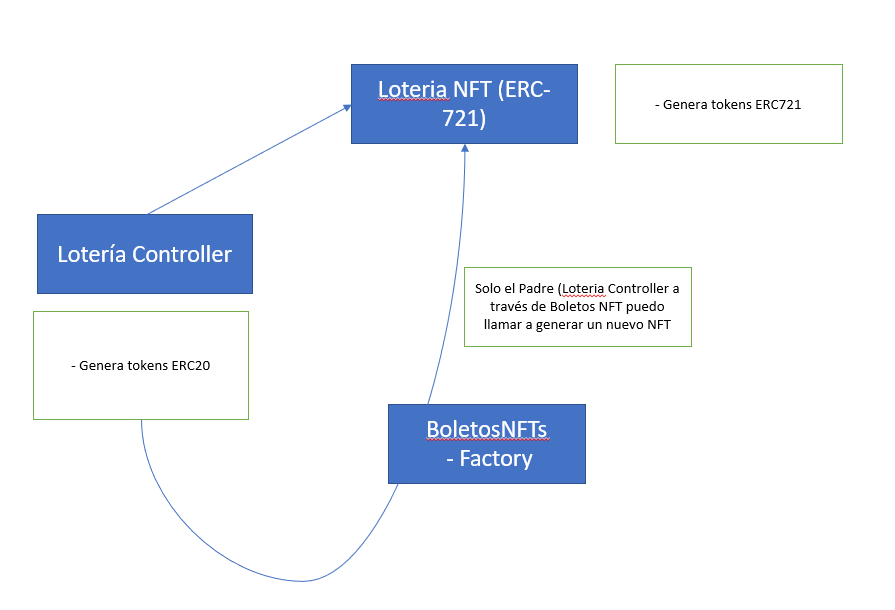 Loteria NFT (ERC-
721)
- Genera tokens ERC721
Lotería Controller
- Genera tokens ERC20
Solo el Padre (Loteria Controller a
través de Boletos NFT puedo
llamar a generar un nuevo NFT
BoletosNFTs
- Factory